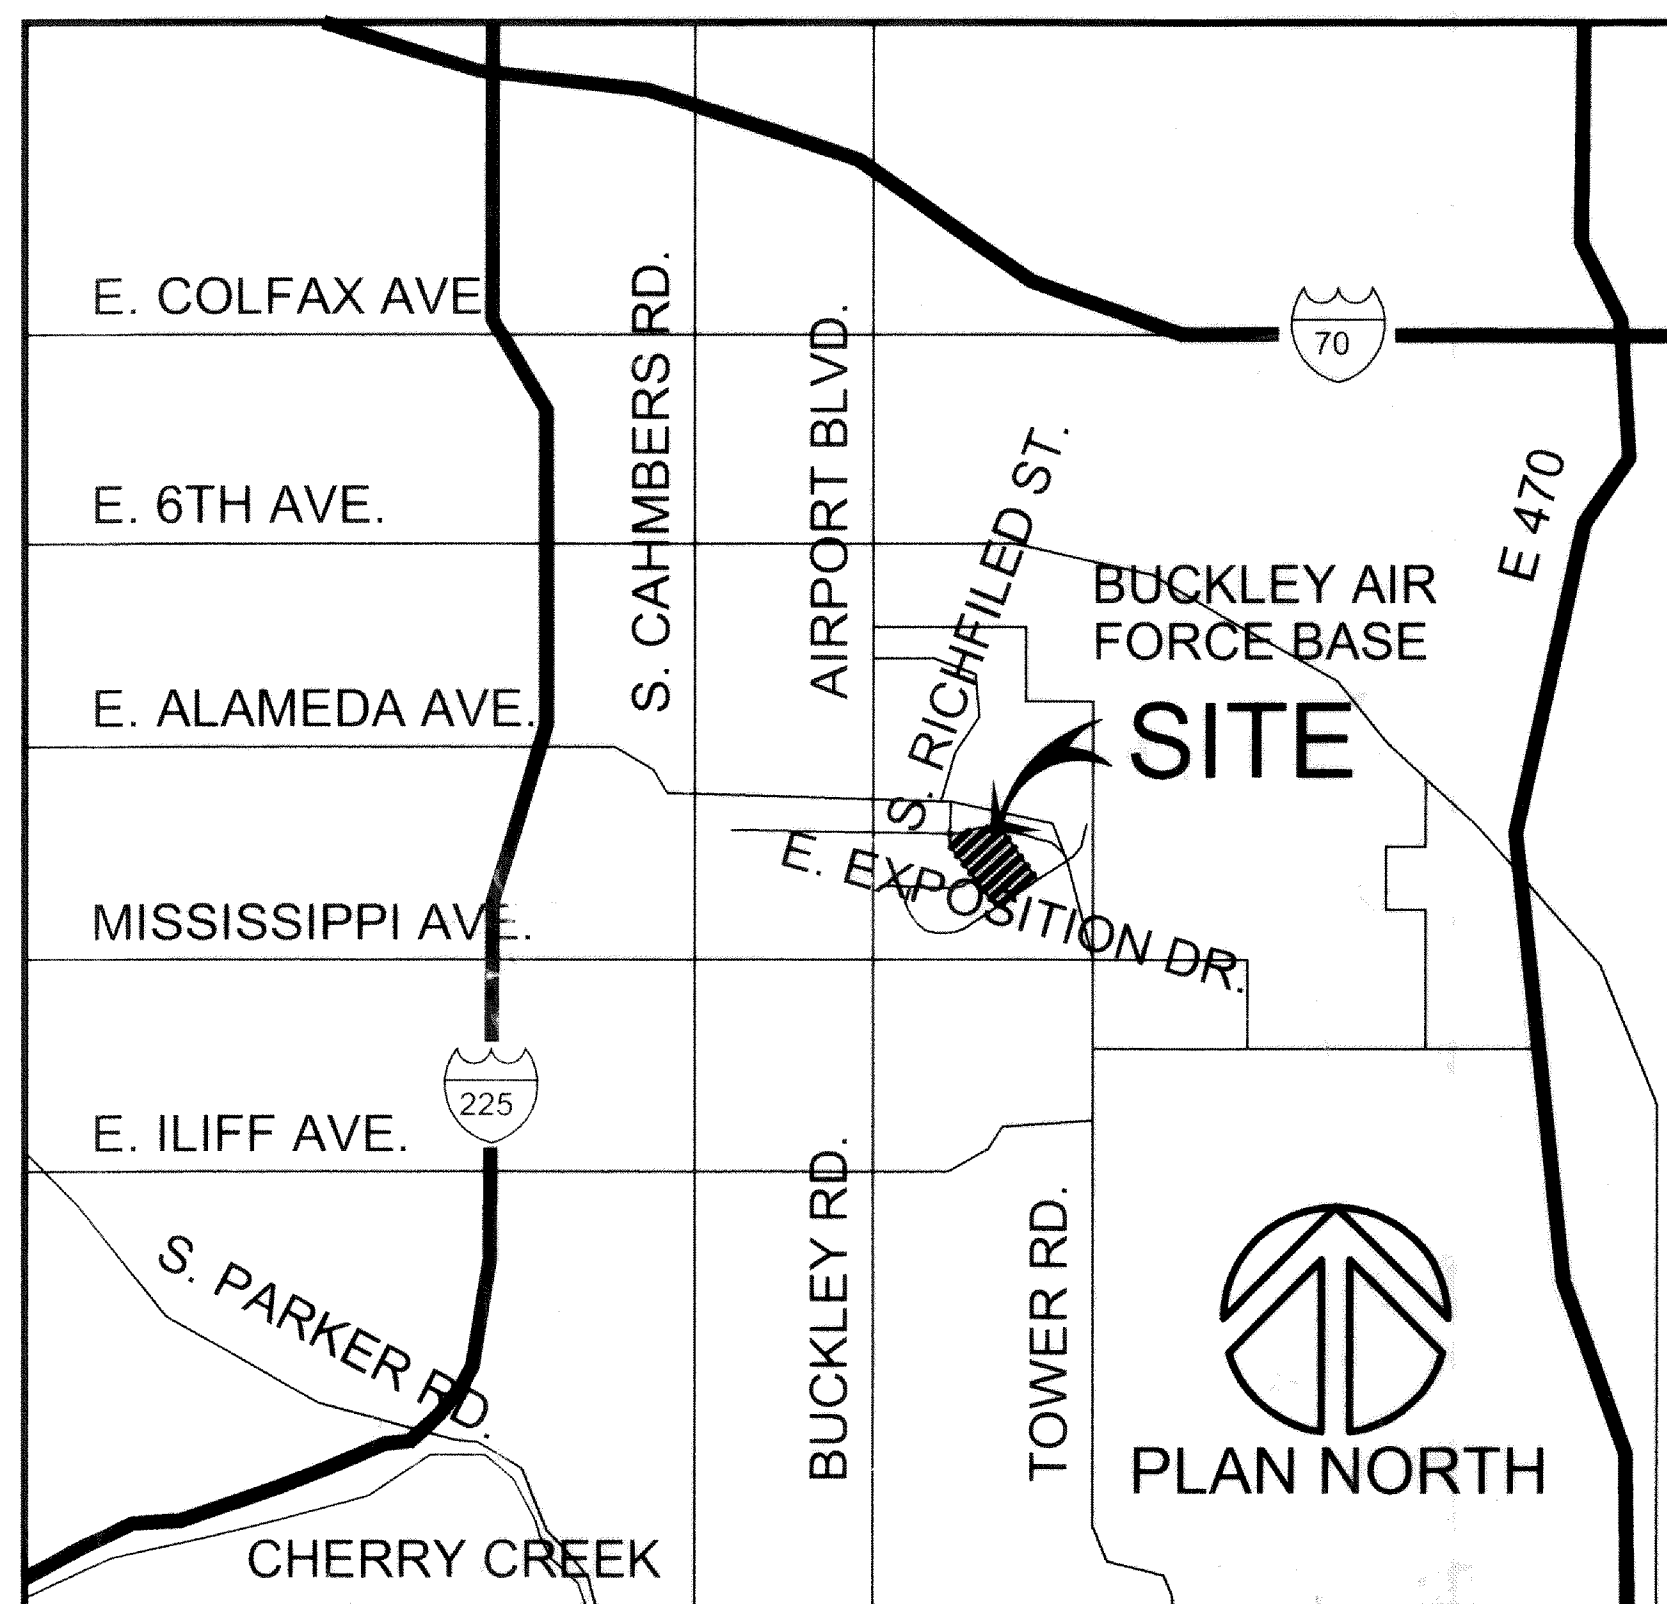 E. COLFAX AVE
S. CAHMBERS RD.
AIRPORT BLVD.
70
E. 6TH AVE.
S. RICHFILED ST.
E 470
BUCKLEY AIR
FORCE BASE
E. ALAMEDA AVE.
SITE
E. EXPOSITION DR.
MISSISSIPPI AVE.
225
E. ILIFF AVE.
S. PARKER RD.
BUCKLEY RD.
TOWER RD.
PLAN NORTH
CHERRY CREEK